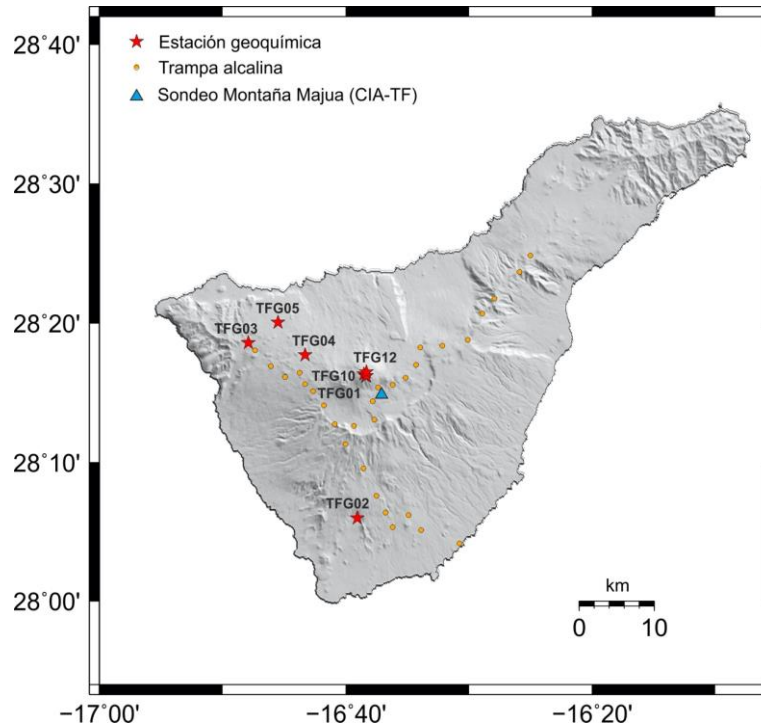 28°40'
Estación geoquímica
Trampa alcalina
Sondeo Montaña Majua (CIA-TF)
28°30'
28°20'
TFG05
TFG03
TFG04
TFG12
TFG10
TFG01
28°10'
TFG02
28°00'
km
0 10
−17°00' −16°40' −16°20'